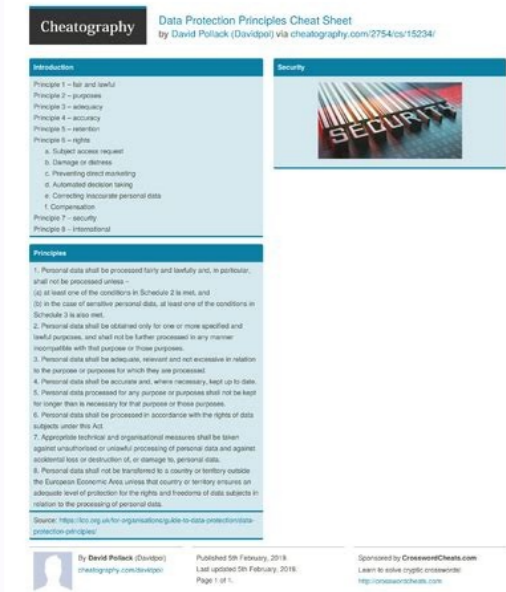 Cheatography
Data Protection Principles Cheat Sheet
by David Pollack (Davidpol) via cheatography.com/2754/cs/15234/
Introduction
Principle 1 – fair and lawful
Principle 2 – purposes
Principle 3 – adequacy
Principle 4 – accuracy
Principle 5 – retention
Principle 6 – rights
a. Subject access request
b. Damage or distress
c. Preventing direct marketing
d. Automated decision taking
e. Correcting inaccurate personal data
f. Compensation
Principle 7 – security
Principle 8 – international
Principles
1. Personal data shall be processed fairly and lawfully and, in particular,
shall not be processed unless –
(a) at least one of the conditions in Schedule 2 is met, and
(b) in the case of sensitive personal data, at least one of the conditions in
Schedule 3 is also met.
2. Personal data shall be obtained only for one or more specified and
lawful purposes, and shall not be further processed in any manner
incompatible with that purpose or those purposes.
3. Personal data shall be adequate, relevant and not excessive in relation
to the purpose or purposes for which they are processed.
4. Personal data shall be accurate and, where necessary, kept up to date.
5. Personal data processed for any purpose or purposes shall not be kept
for longer than is necessary for that purpose or those purposes.
6. Personal data shall be processed in accordance with the rights of data
subjects under this Act.
7. Appropriate technical and organisational measures shall be taken
against unauthorised or unlawful processing of personal data and against
accidental loss or destruction of, or damage to, personal data.
8. Personal data shall not be transferred to a country or territory outside
the European Economic Area unless that country or territory ensures an
adequate level of protection for the rights and freedoms of data subjects in
relation to the processing of personal data.
Source: https://ico.org.uk/for-organisations/guide-to-data-protection/data-
protection-principles/
Security
SECURITY
By David Pollack (Davidpol)
cheatography.com/davidpol/
Published 5th February, 2018.
Last updated 5th February, 2018.
Page 1 of 1.
Sponsored by CrosswordCheats.com
Learn to solve cryptic crosswords!
http://crosswordcheats.com